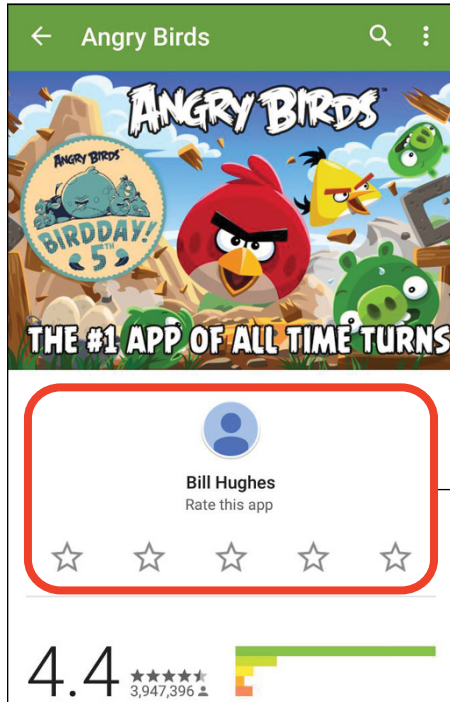 Angry Birds
ANGRY BIRDS
ANGRY BIRDS
BIRDDAY!
5TH
THE #1 APP OF ALL TIME TURNS
Bill Hughes
Rate this app
4.4
3,947,396